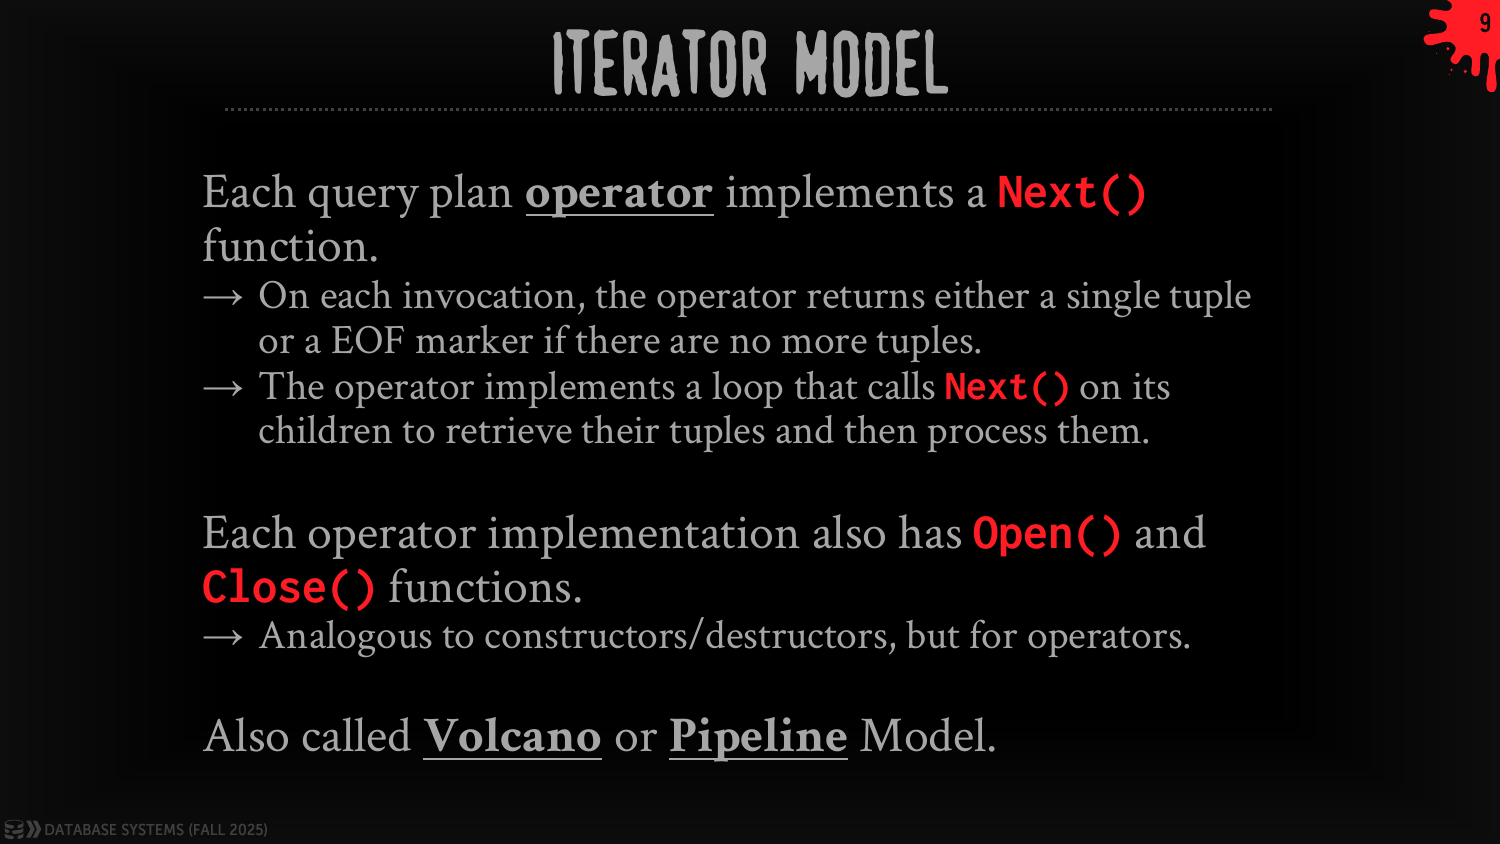 ITERATOR MODEL
9
Each query plan operator implements a Next()
function.
→ On each invocation, the operator returns either a single tuple
or a EOF marker if there are no more tuples.
→ The operator implements a loop that calls Next() on its
children to retrieve their tuples and then process them.
Each operator implementation also has Open() and
Close() functions.
→ Analogous to constructors/destructors, but for operators.
Also called Volcano or Pipeline Model.
DATABASE SYSTEMS (FALL 2025)